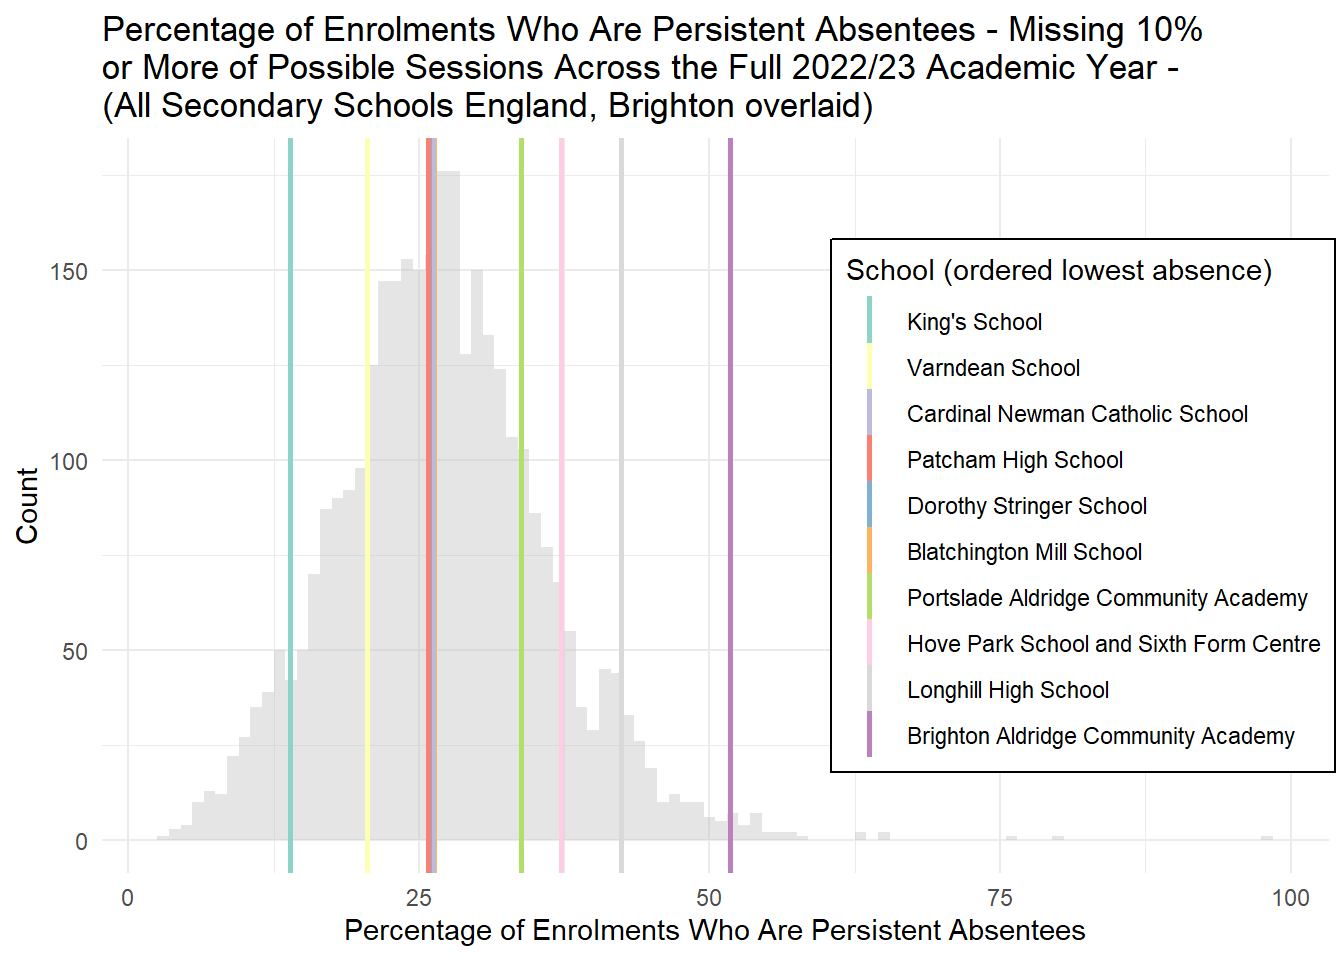 Percentage of Enrolments Who Are Persistent Absentees - Missing 10%
or More of Possible Sessions Across the Full 2022/23 Academic Year -
(All Secondary Schools England, Brighton overlaid)
Count
150
100
50
0
School (ordered lowest absence)
King's School
Varndean School
Cardinal Newman Catholic School
Patcham High School
Dorothy Stringer School
Blatchington Mill School
Portslade Aldridge Community Academy
Hove Park School and Sixth Form Centre
Longhill High School
Brighton Aldridge Community Academy
0
25
50
75
100
Percentage of Enrolments Who Are Persistent Absentees